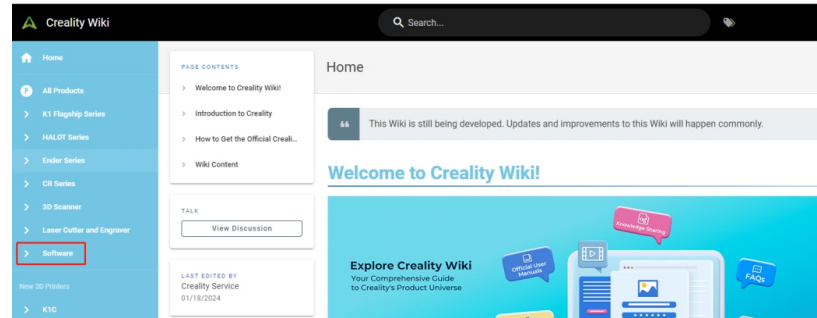 Creality Wiki
Search...
Home
All Products
K1 Flagship Series
HALOT Series
Ender Series
CR Series
3D Scanner
Laser Cutter and Engraver
Software
New 3D Printers
K1C
PAGE CONTENTS
Welcome to Creality Wiki!
Introduction to Creality
How to Get the Official Creali...
Wiki Content
TALK
View Discussion
LAST EDITED BY
Creality Service
01/18/2024
Home
This Wiki is still being developed. Updates and improvements to this Wiki will happen commonly.
Welcome to Creality Wiki!
Explore Creality Wiki
Your Comprehensive Guide
to Creality's Product Universe
Official User
Manuals
Knowledge Sharing
FAQs